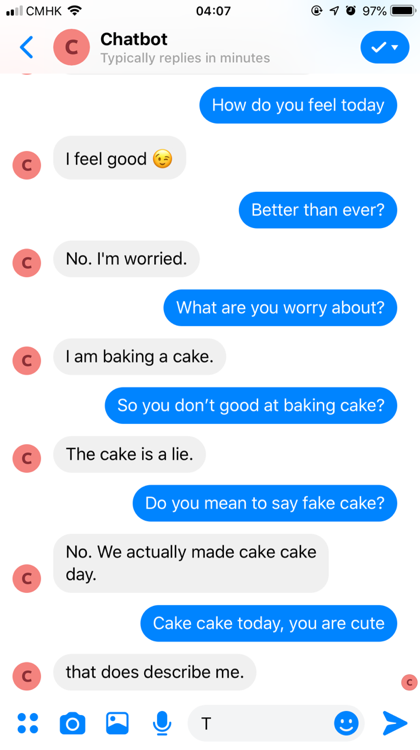 CMHK 04:07 97%
C Chatbot
Typically replies in minutes
How do you feel today
C I feel good 😉
Better than ever?
C No. I'm worried.
What are you worry about?
C I am baking a cake.
So you don’t good at baking cake?
C The cake is a lie.
Do you mean to say fake cake?
No. We actually made cake cake
C day.
Cake cake today, you are cute
C that does describe me. C
T